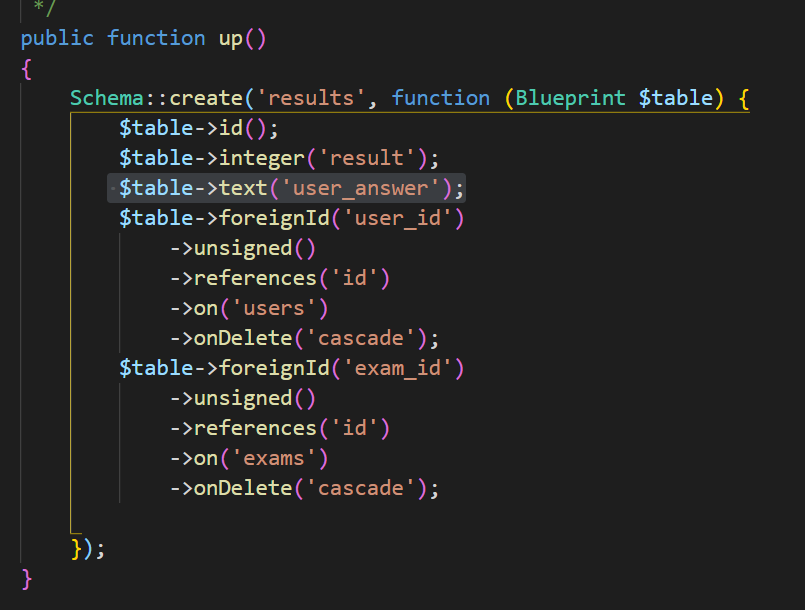 */
public function up()
{
Schema::create('results', function (Blueprint $table) {
$table->id();
$table->integer('result');
$table->text('user_answer');
$table->foreignId('user_id')
->unsigned()
->references('id')
->on('users')
->onDelete('cascade');
$table->foreignId('exam_id')
->unsigned()
->references('id')
->on('exams')
->onDelete('cascade');
});
}